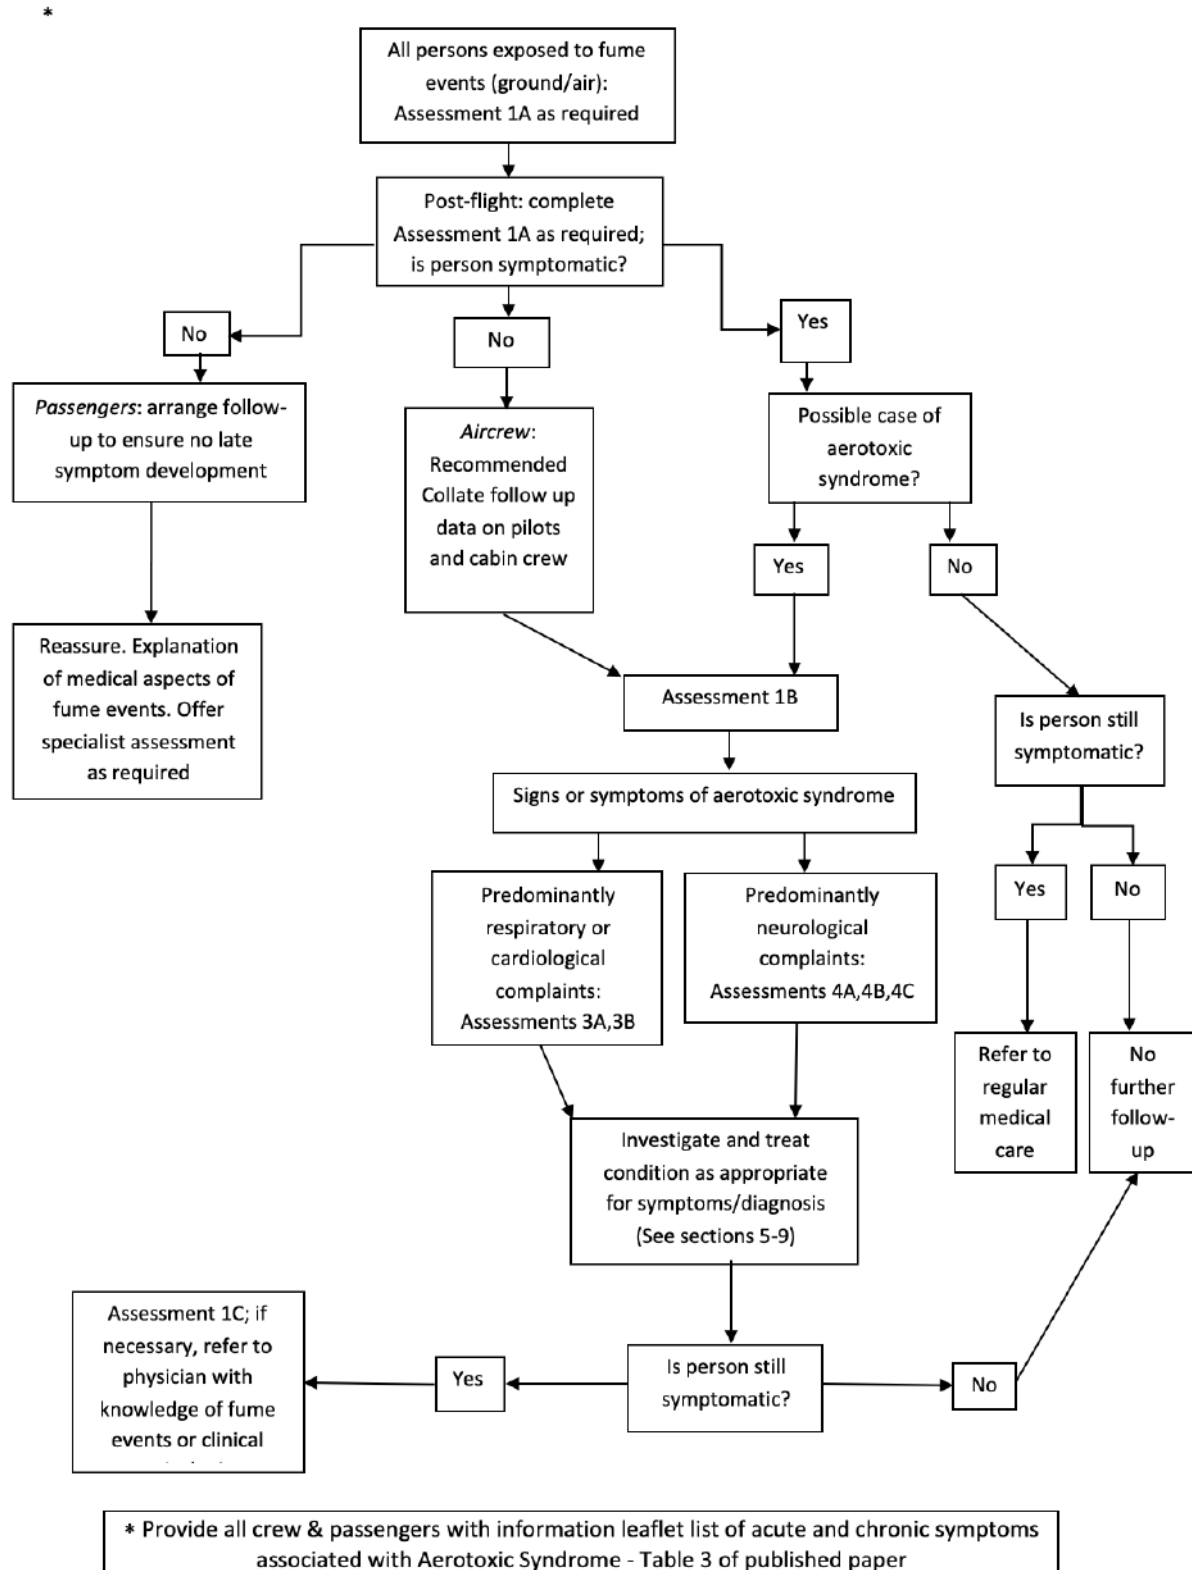 *
All persons exposed to fume
events (ground/air):
Assessment 1A as required
Post-flight: complete
Assessment 1A as required;
is person symptomatic?
No
No
Yes
Passengers: arrange follow-
up to ensure no late
symptom development
Aircrew:
Recommended
Collate follow up
data on pilots
and cabin crew
Possible case of
aerotoxic
syndrome?
Yes
No
Reassure. Explanation
of medical aspects of
fume events. Offer
specialist assessment
as required
Assessment 1B
Is person still
symptomatic?
Signs or symptoms of aerotoxic syndrome
Predominantly
respiratory or
cardiological
complaints:
Assessments 3A,3B
Predominantly
neurological
complaints:
Assessments 4A,4B,4C
Yes
No
Refer to
regular
medical
care
No
further
follow-
up
Investigate and treat
condition as appropriate
for symptoms/diagnosis
(See sections 5-9)
Assessment 1C; if
necessary, refer to
physician with
knowledge of fume
events or clinical
Yes
Is person still
symptomatic?
No
* Provide all crew & passengers with information leaflet list of acute and chronic symptoms
associated with Aerotoxic Syndrome - Table 3 of published paper